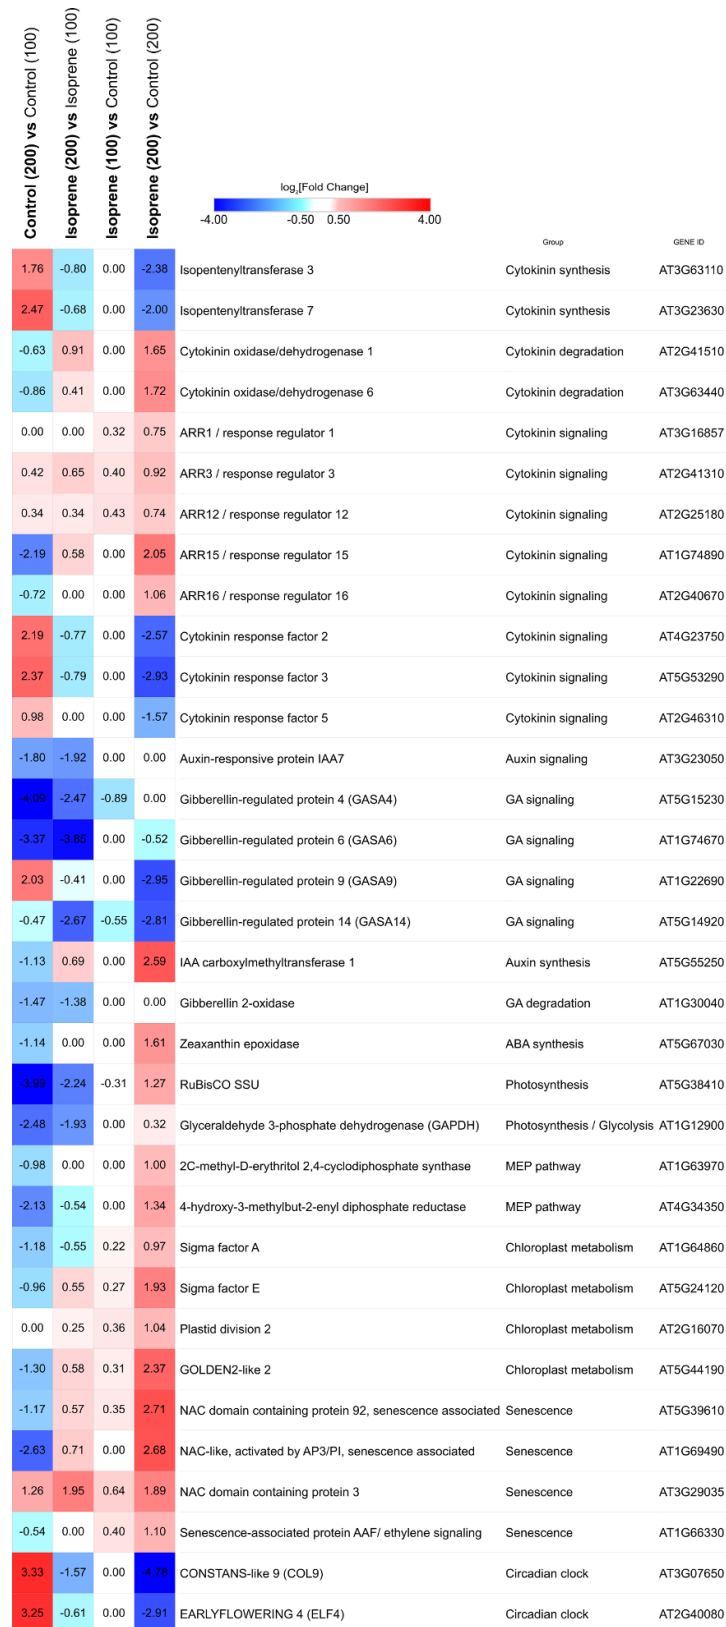 Control (200) vs Control (100)
Isoprene (200) vs Isoprene (100)
Isoprene (100) vs Control (100)
Isoprene (200) vs Control (200)
log2[Fold Change]
-4.00 -0.50 0.50 4.00
Group GENE ID
1.76 -0.80 0.00 -2.38 Isopentenyltransferase 3 Cytokinin synthesis AT3G63110
2.47 -0.68 0.00 -2.00 Isopentenyltransferase 7 Cytokinin synthesis AT3G23630
-0.63 0.91 0.00 1.65 Cytokinin oxidase/dehydrogenase 1 Cytokinin degradation AT2G41510
-0.86 0.41 0.00 1.72 Cytokinin oxidase/dehydrogenase 6 Cytokinin degradation AT3G63440
0.00 0.00 0.32 0.75 ARR1 / response regulator 1 Cytokinin signaling AT3G16857
0.42 0.65 0.40 0.92 ARR3 / response regulator 3 Cytokinin signaling AT2G41310
0.34 0.34 0.43 0.74 ARR12 / response regulator 12 Cytokinin signaling AT2G25180
-2.19 0.58 0.00 2.05 ARR15 / response regulator 15 Cytokinin signaling AT1G74890
-0.72 0.00 0.00 1.06 ARR16 / response regulator 16 Cytokinin signaling AT2G40670
2.19 -0.77 0.00 -2.57 Cytokinin response factor 2 Cytokinin signaling AT4G23750
2.37 -0.79 0.00 -2.93 Cytokinin response factor 3 Cytokinin signaling AT5G53290
0.98 0.00 0.00 -1.57 Cytokinin response factor 5 Cytokinin signaling AT2G46310
-1.80 -1.92 0.00 0.00 Auxin-responsive protein IAA7 Auxin signaling AT3G23050
-4.09 -2.47 -0.89 0.00 Gibberellin-regulated protein 4 (GASA4) GA signaling AT5G15230
-3.37 -3.85 0.00 -0.52 Gibberellin-regulated protein 6 (GASA6) GA signaling AT1G74670
2.03 -0.41 0.00 -2.95 Gibberellin-regulated protein 9 (GASA9) GA signaling AT1G22690
-0.47 -2.67 -0.55 -2.81 Gibberellin-regulated protein 14 (GASA14) GA signaling AT5G14920
-1.13 0.69 0.00 2.59 IAA carboxylmethyltransferase 1 Auxin synthesis AT5G55250
-1.47 -1.38 0.00 0.00 Gibberellin 2-oxidase GA degradation AT1G30040
-1.14 0.00 0.00 1.61 Zeaxanthin epoxidase ABA synthesis AT5G67030
-3.99 -2.24 -0.31 1.27 RuBisCO SSU Photosynthesis AT5G38410
-2.48 -1.93 0.00 0.32 Glyceraldehyde 3-phosphate dehydrogenase (GAPDH) Photosynthesis / Glycolysis AT1G12900
-0.98 0.00 0.00 1.00 2C-methyl-D-erythritol 2,4-cyclodiphosphate synthase MEP pathway AT1G63970
-2.13 -0.54 0.00 1.34 4-hydroxy-3-methylbut-2-enyl diphosphate reductase MEP pathway AT4G34350
-1.18 -0.55 0.22 0.97 Sigma factor A Chloroplast metabolism AT1G64860
-0.96 0.55 0.27 1.93 Sigma factor E Chloroplast metabolism AT5G24120
0.00 0.25 0.36 1.04 Plastid division 2 Chloroplast metabolism AT2G16070
-1.30 0.58 0.31 2.37 GOLDEN2-like 2 Chloroplast metabolism AT5G44190
-1.17 0.57 0.35 2.71 NAC domain containing protein 92, senescence associated Senescence AT5G39610
-2.63 0.71 0.00 2.68 NAC-like, activated by AP3/PI, senescence associated Senescence AT1G69490
1.26 1.95 0.64 1.89 NAC domain containing protein 3 Senescence AT3G29035
-0.54 0.00 0.40 1.10 Senescence-associated protein AAF/ ethylene signaling Senescence AT1G66330
3.33 -1.57 0.00 -4.78 CONSTANS-like 9 (COL9) Circadian clock AT3G07650
3.25 -0.61 0.00 -2.91 EARLYFLOWERING 4 (ELF4) Circadian clock AT2G40080